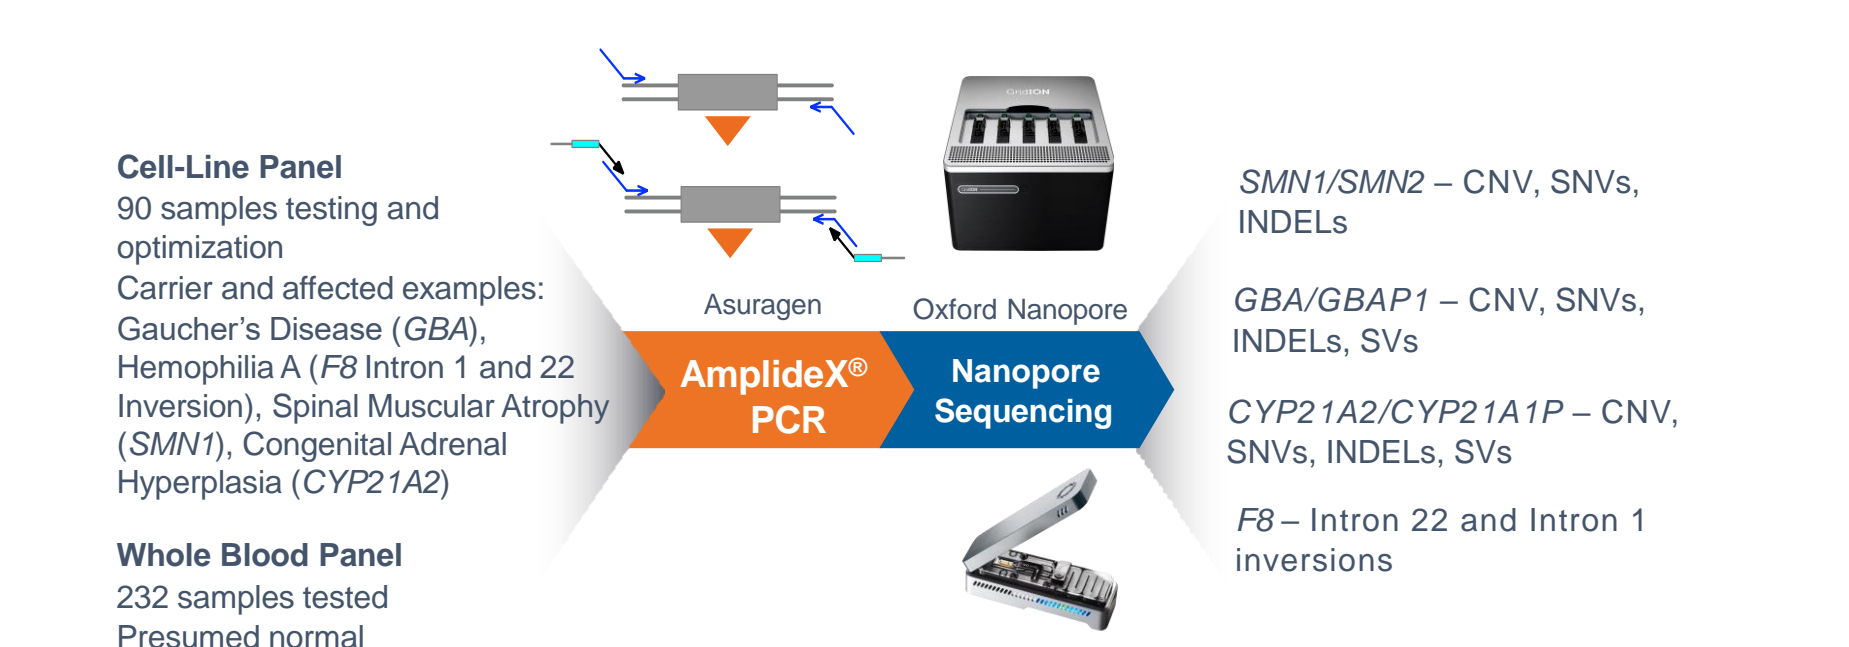 Cell-Line Panel
90 samples testing and
optimization
Carrier and affected examples:
Gaucher’s Disease (GBA),
Hemophilia A (F8 Intron 1 and 22
Inversion), Spinal Muscular Atrophy
(SMN1), Congenital Adrenal
Hyperplasia (CYP21A2)
Whole Blood Panel
232 samples tested
Presumed normal
GridION
Asuragen
Oxford Nanopore
AmplideX®
PCR
Nanopore
Sequencing
SMN1/SMN2 – CNV, SNVs,
INDELs
GBA/GBAP1 – CNV, SNVs,
INDELs, SVs
CYP21A2/CYP21A1P – CNV,
SNVs, INDELs, SVs
F8 – Intron 22 and Intron 1
inversions